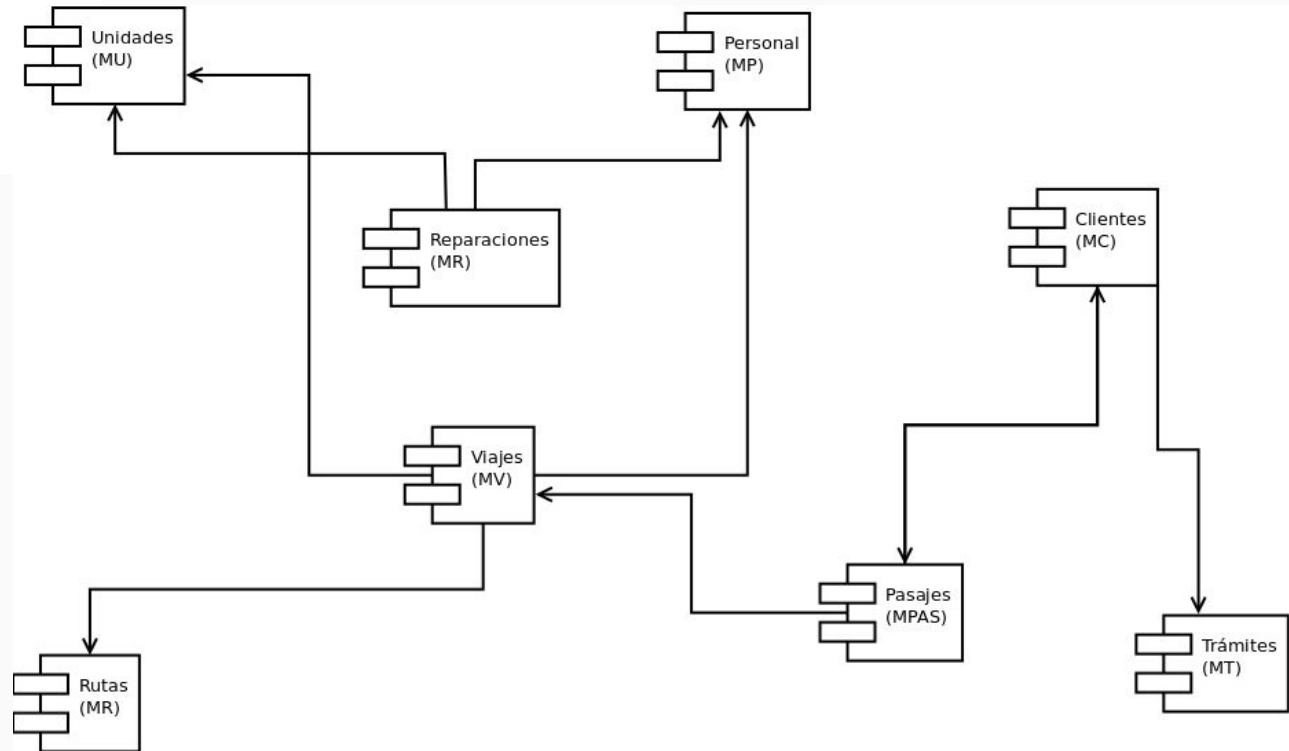 Unidades
(MU)
Personal
(MP)
Clientes
(MC)
Reparaciones
(MR)
Viajes
(MV)
Pasajes
(MPAS)
Trámites
(MT)
Rutas
(MR)